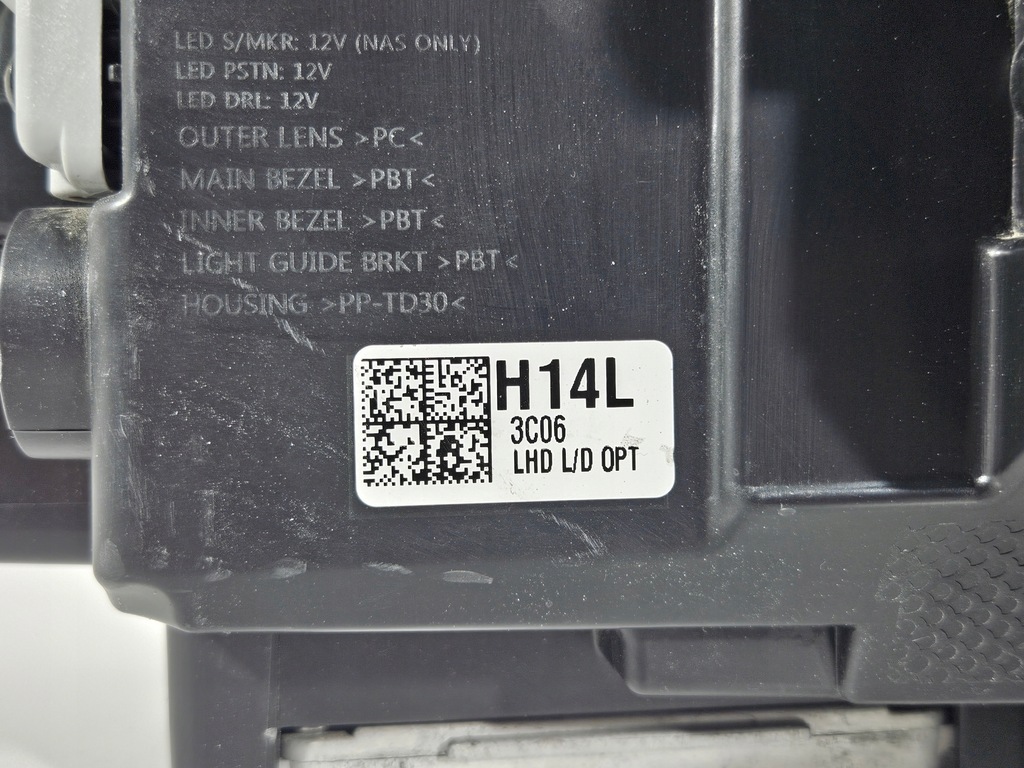 LED S/MKR: 12V (NAS ONLY)
LED PSTN: 12V
LED DRL: 12V
OUTER LENS >PC<
MAIN BEZEL >PBT<
INNER BEZEL >PBT<
LIGHT GUIDE BRKT >PBT<
HOUSING >PP-TD30<
H14L
3C06
LHD L/D OPT